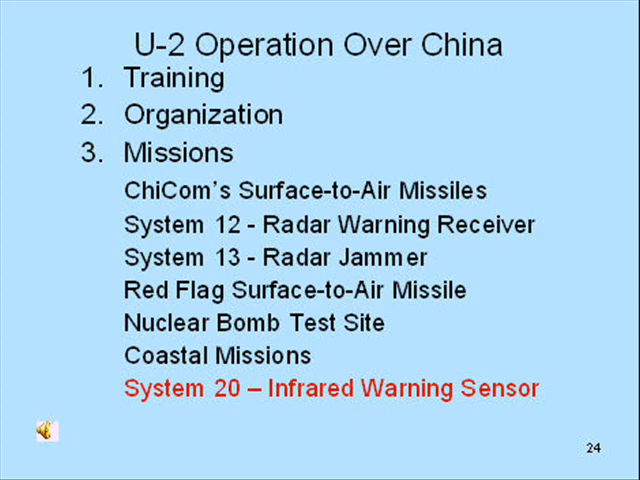 U-2 Operation Over China
1. Training
2. Organization
3. Missions
ChiCom's Surface-to-Air Missiles
System 12 - Radar Warning Receiver
System 13 - Radar Jammer
Red Flag Surface-to-Air Missile
Nuclear Bomb Test Site
Coastal Missions
System 20 – Infrared Warning Sensor
24